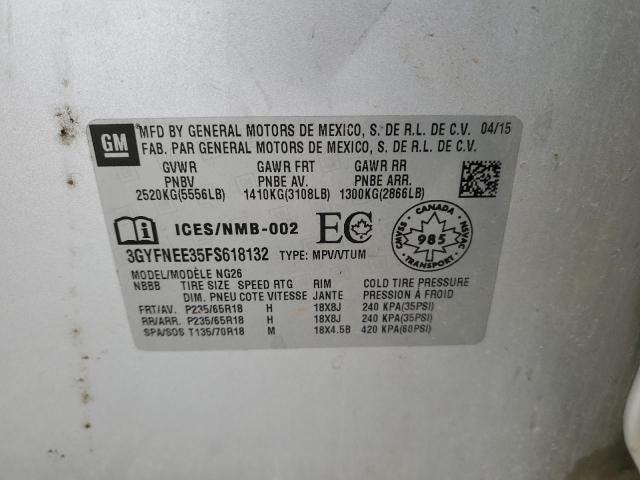 GM
MFD BY GENERAL MOTORS DE MEXICO, S. DE R.L. DE C.V. 04/15
FAB. PAR GENERAL MOTORS DE MEXICO, S. DE R.L. DE C.V.
GVWR GAWR FRT GAWR RR
PNBV PNBE AV. PNBE ARR.
2520KG(5556LB) 1410KG(3108LB) 1300KG(2866LB)
i ICES/NMB-002 EC CANADA
CMVSS 985 NSVAC
TRANSPORT
3GYFNEE35FS618132 TYPE: MPV/VTUM
MODEL/MODÈLE NG26
NBBB TIRE SIZE SPEED RTG RIM COLD TIRE PRESSURE
DIM. PNEU COTE VITESSE JANTE PRESSION À FROID
FRT/AV. P235/65R18 H 18X8J 240 KPA(35PSI)
RR/ARR. P235/65R18 H 18X8J 240 KPA(35PSI)
SPA/SOS T135/70R18 M 18X4.5B 420 KPA(60PSI)